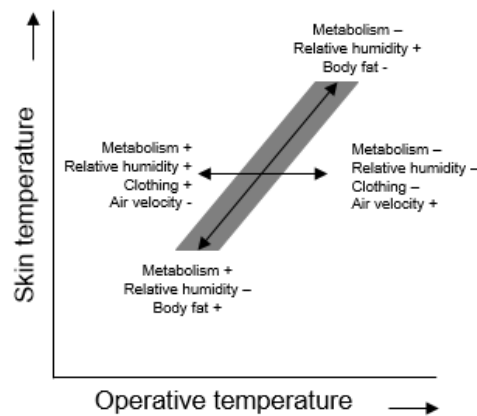 Metabolism –
Relative humidity +
Body fat -
Metabolism +
Relative humidity +
Clothing +
Air velocity -
Metabolism –
Relative humidity –
Clothing –
Air velocity +
Metabolism +
Relative humidity –
Body fat +
Skin temperature
Operative temperature